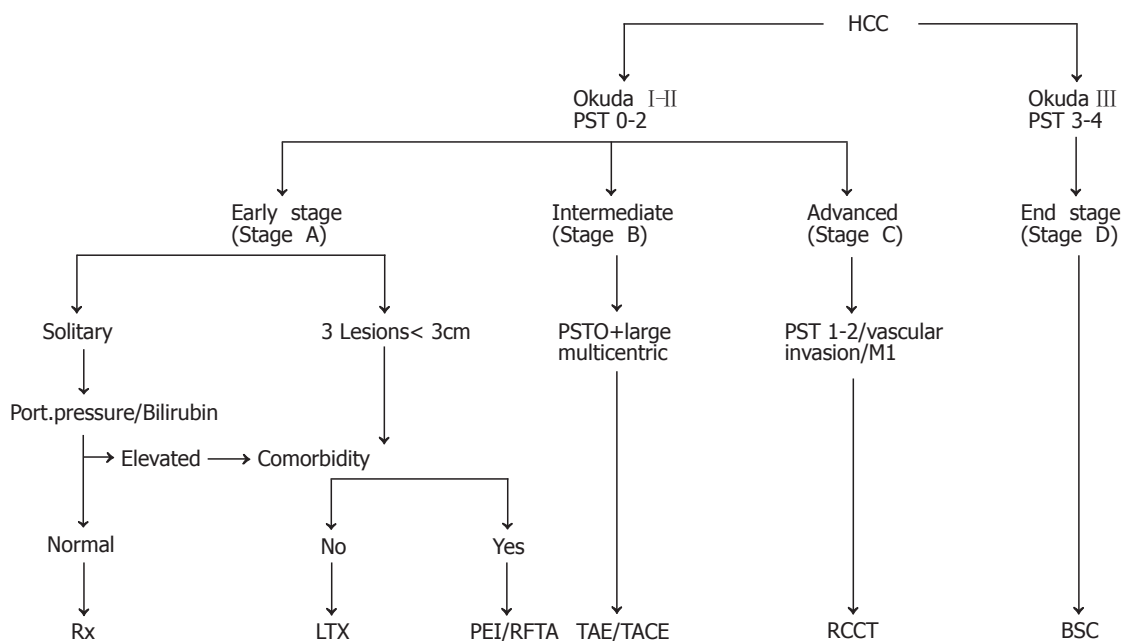 HCC
Okuda Ⅰ-Ⅱ
PST 0-2
Okuda Ⅲ
PST 3-4
Early stage
(Stage A)
Intermediate
(Stage B)
Advanced
(Stage C)
End stage
(Stage D)
Solitary
3 Lesions< 3cm
PSTO+large
multicentric
PST 1-2/vascular
invasion/M1
Port.pressure/Bilirubin
Elevated
Comorbidity
Normal
No
Yes
Rx
LTX
PEI/RFTA
TAE/TACE
RCCT
BSC